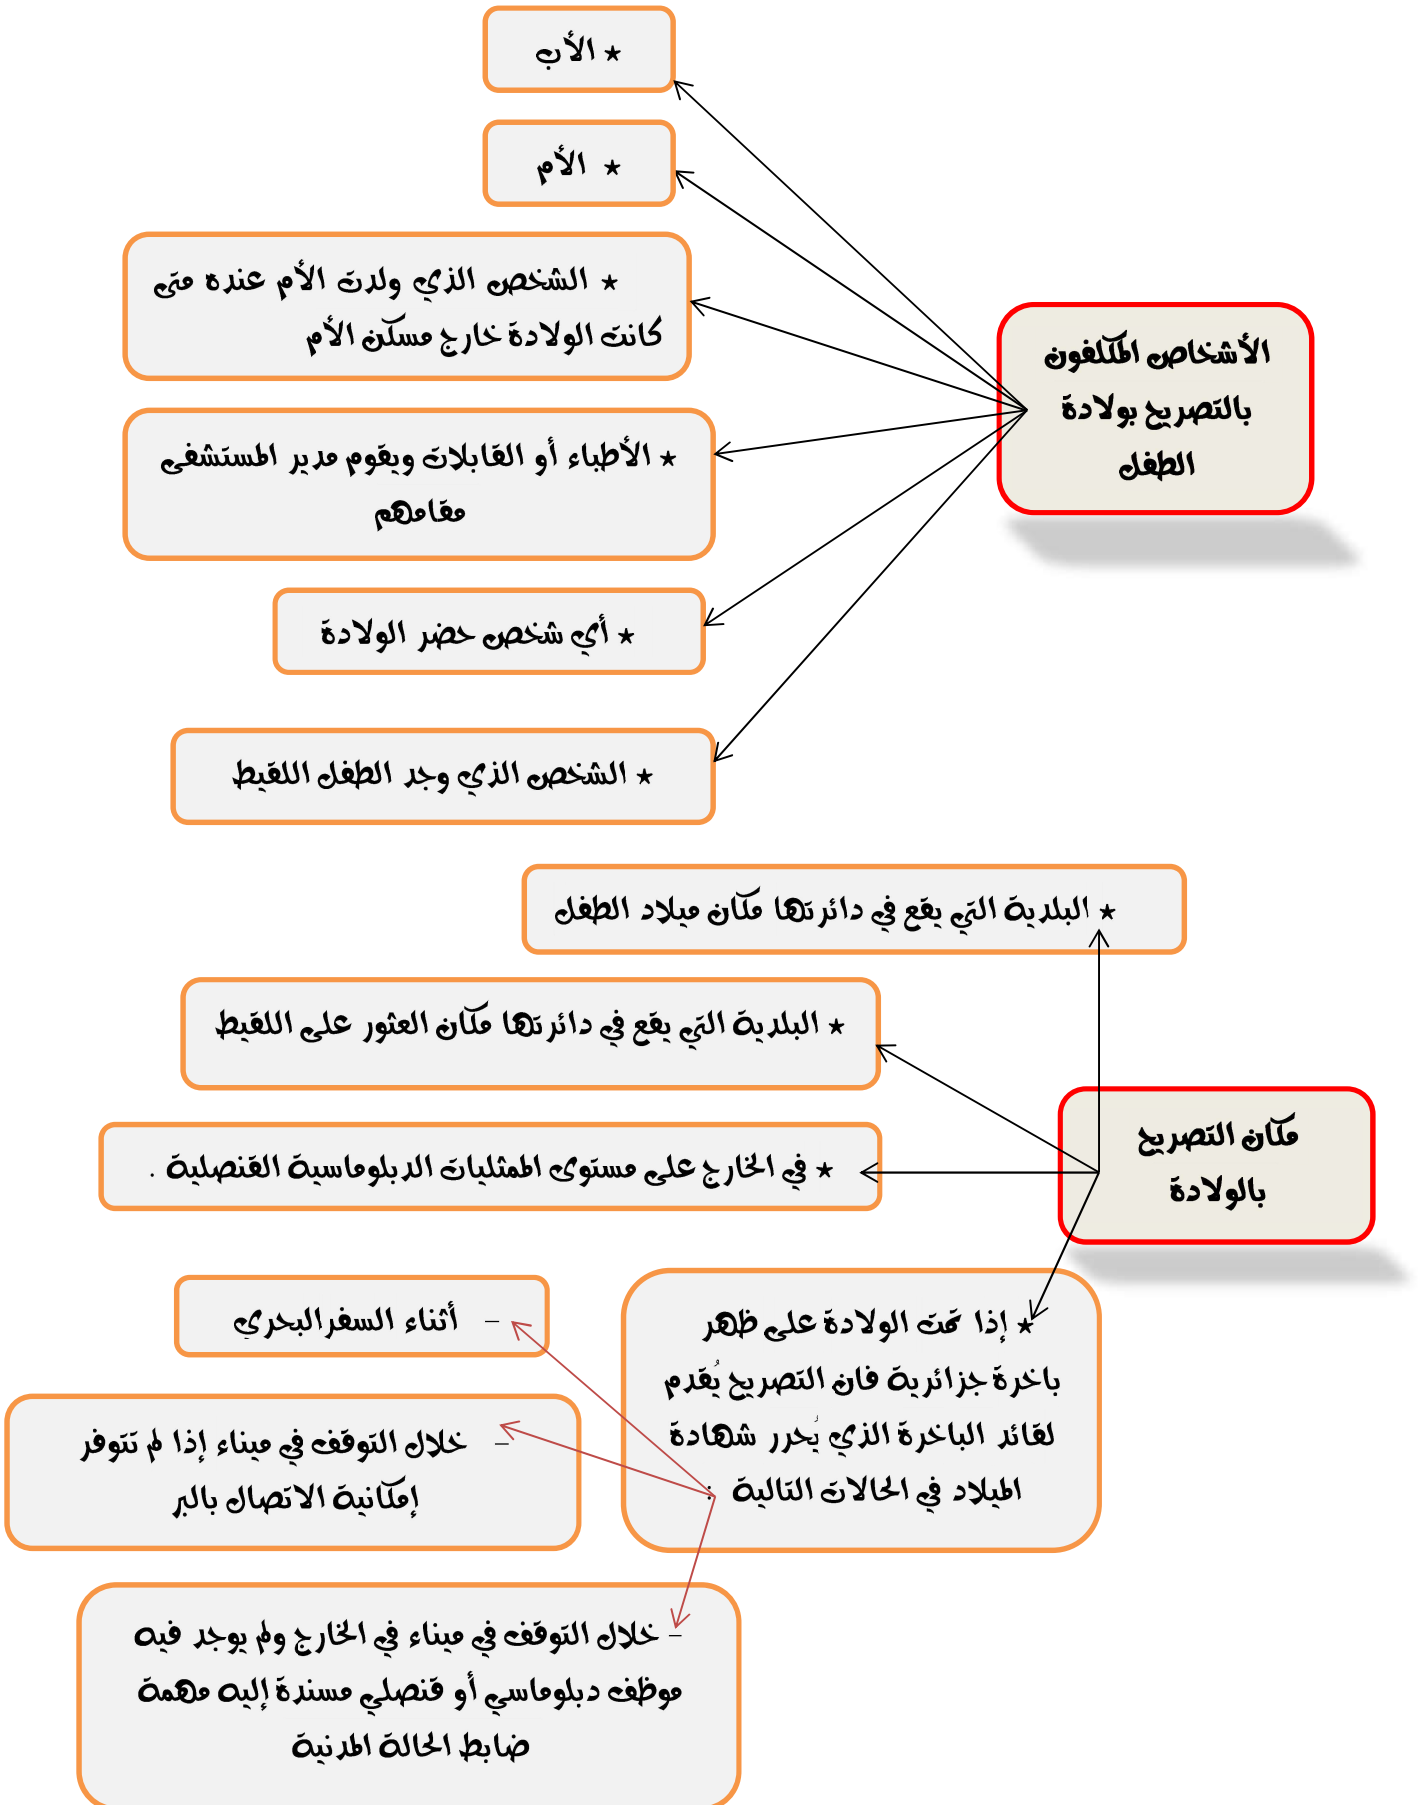 الأشخاص المكلفون
بالتصريح بولادة
الطفل
* الأب
* الأم
* الشخص الذي ولدت الأم عنده متى
كانت الولادة خارج مسكن الأم
* الأطباء أو القابلات ويقوم مدير المستشفى
مقامهم
* أي شخص حضر الولادة
* الشخص الذي وجد الطفل اللقيط
مكان التصريح
بالولادة
* البلدية التي يقع في دائرتها مكان ميلاد الطفل
* البلدية التي يقع في دائرتها مكان العثور على اللقيط
* في الخارج على مستوى الممثليات الدبلوماسية القنصلية .
* إذا تمت الولادة على ظهر
باخرة جزائرية فان التصريح يُقدم
لقائد الباخرة الذي يُحرر شهادة
الميلاد في الحالات التالية :
– أثناء السفرالبحري
– خلال التوقف في ميناء إذا لم تتوفر
إمكانية الاتصال بالبر
– خلال التوقف في ميناء في الخارج ولم يوجد فيه
موظف دبلوماسي أو قنصلي مسندة إليه مهمة
ضابط الحالة المدنية